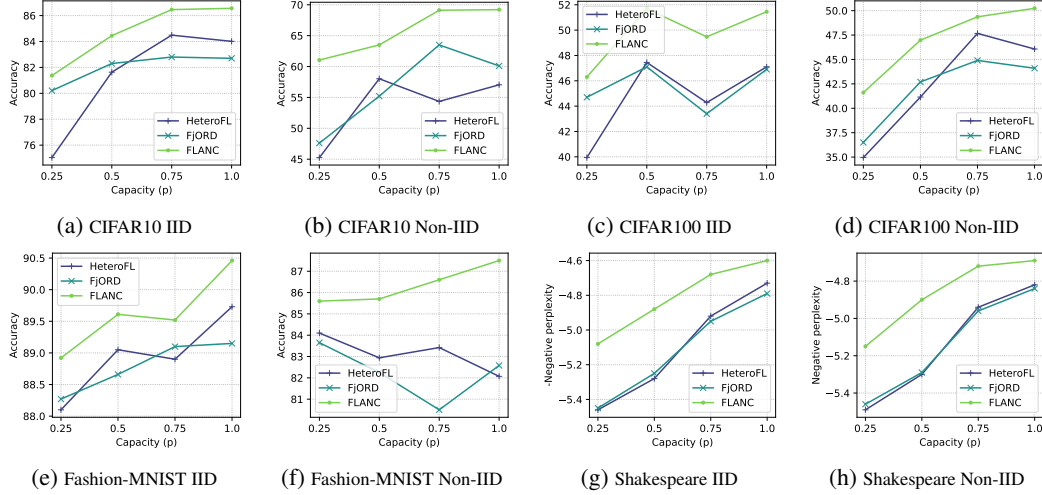 86
84
82
80
78
76
Accuracy
HeteroFL
FjORD
FLANC
0.25 0.5 0.75 1.0
Capacity (p)
(a) CIFAR10 IID
70
65
60
55
50
45
Accuracy
HeteroFL
FjORD
FLANC
0.25 0.5 0.75 1.0
Capacity (p)
(b) CIFAR10 Non-IID
52
50
48
46
44
42
40
Accuracy
HeteroFL
FjORD
FLANC
0.25 0.5 0.75 1.0
Capacity (p)
(c) CIFAR100 IID
50.0
47.5
45.0
42.5
40.0
37.5
35.0
Accuracy
HeteroFL
FjORD
FLANC
0.25 0.5 0.75 1.0
Capacity (p)
(d) CIFAR100 Non-IID
90.5
90.0
89.5
89.0
88.5
88.0
Accuracy
HeteroFL
FjORD
FLANC
0.25 0.5 0.75 1.0
Capacity (p)
(e) Fashion-MNIST IID
87
86
85
84
83
82
81
Accuracy
HeteroFL
FjORD
FLANC
0.25 0.5 0.75 1.0
Capacity (p)
(f) Fashion-MNIST Non-IID
−4.6
−4.8
−5.0
−5.2
−5.4
-Negative perplexity
HeteroFL
FjORD
FLANC
0.25 0.5 0.75 1.0
Capacity (p)
(g) Shakespeare IID
−4.8
−5.0
−5.2
−5.4
Negative perplexity
HeteroFL
FjORD
FLANC
0.25 0.5 0.75 1.0
Capacity (p)
(h) Shakespeare Non-IID